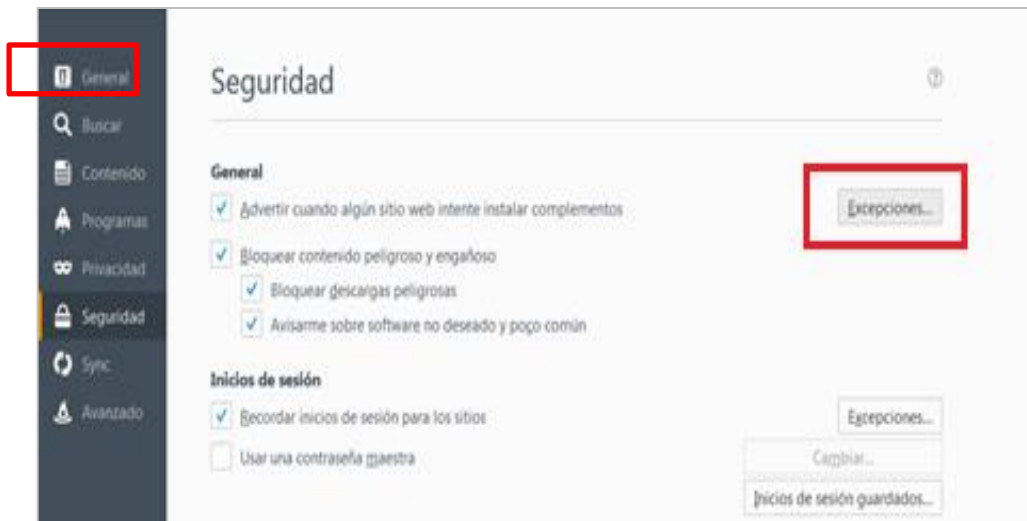 General
Buscar
Contenido
Programas
Privacidad
Seguridad
Sync
Avanzado
Seguridad
?
General
Advertir cuando algún sitio web intente instalar complementos
Excepciones...
Bloquear contenido peligroso y engañoso
Bloquear descargas peligrosas
Avisarme sobre software no deseado y poco común
Inicios de sesión
Recordar inicios de sesión para los sitios
Excepciones...
Usar una contraseña maestra
Cambiar...
Inicios de sesión guardados...